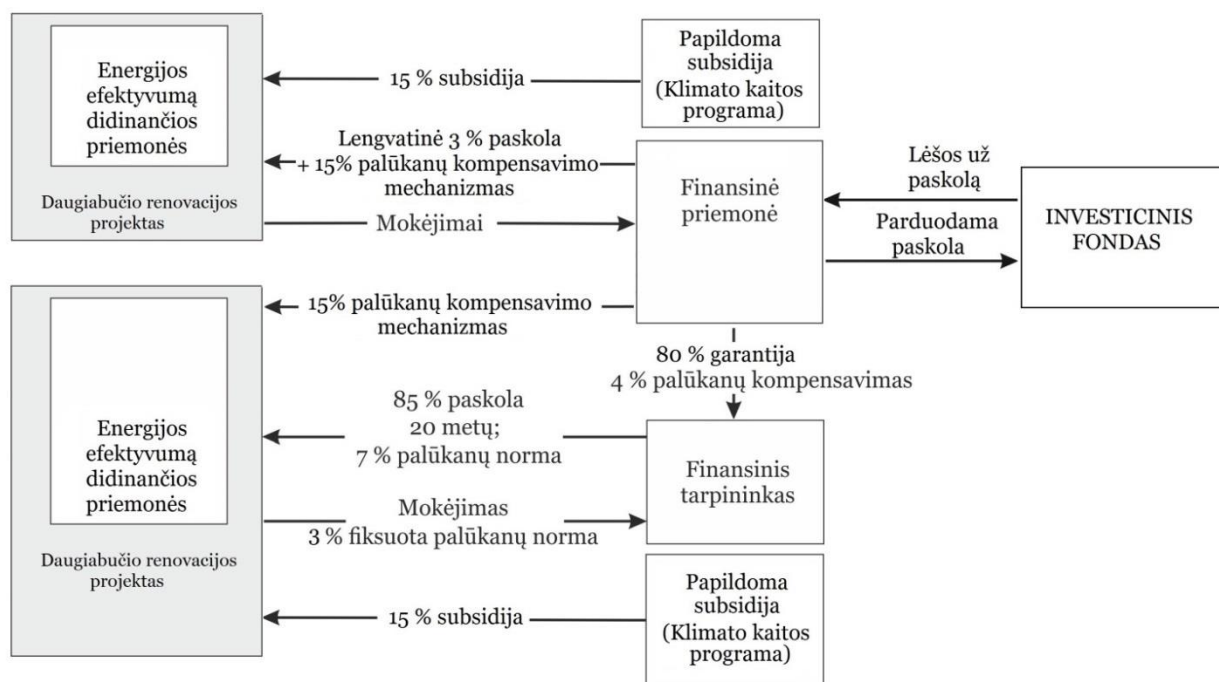 Energijos
efektyvumą
didinančios
priemonės
Daugiabučio renovacijos
projektas
15 % subsidija
Papildoma
subsidija
(Klimato kaitos
programa)
Lengvatinė 3 % paskola
+ 15% palūkanų kompensavimo
mechanizmas
Mokėjimai
Finansinė
priemonė
Lėšos už
paskolą
Parduodama
paskola
INVESTICINIS
FONDAS
15% palūkanų kompensavimo
mechanizmas
80 % garantija
4 % palūkanų kompensavimas
Energijos
efektyvumą
didinančios
priemonės
Daugiabučio renovacijos
projektas
85 % paskola
20 metų;
7 % palūkanų norma
Mokėjimas
3 % fiksuota palūkanų norma
Finansinis
tarpininkas
15 % subsidija
Papildoma
subsidija
(Klimato kaitos
programa)